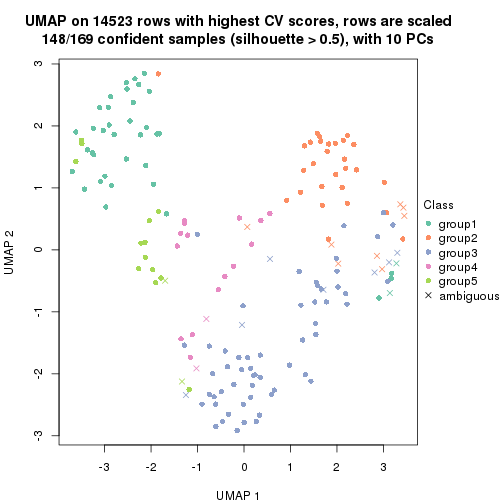 UMAP on 14523 rows with highest CV scores, rows are scaled
148/169 confident samples (silhouette > 0.5), with 10 PCs
3
2
1
0
-1
-2
-3
UMAP 2
-3
-2
-1
0
1
2
3
UMAP 1
Class
group1
group2
group3
group4
group5
ambiguous